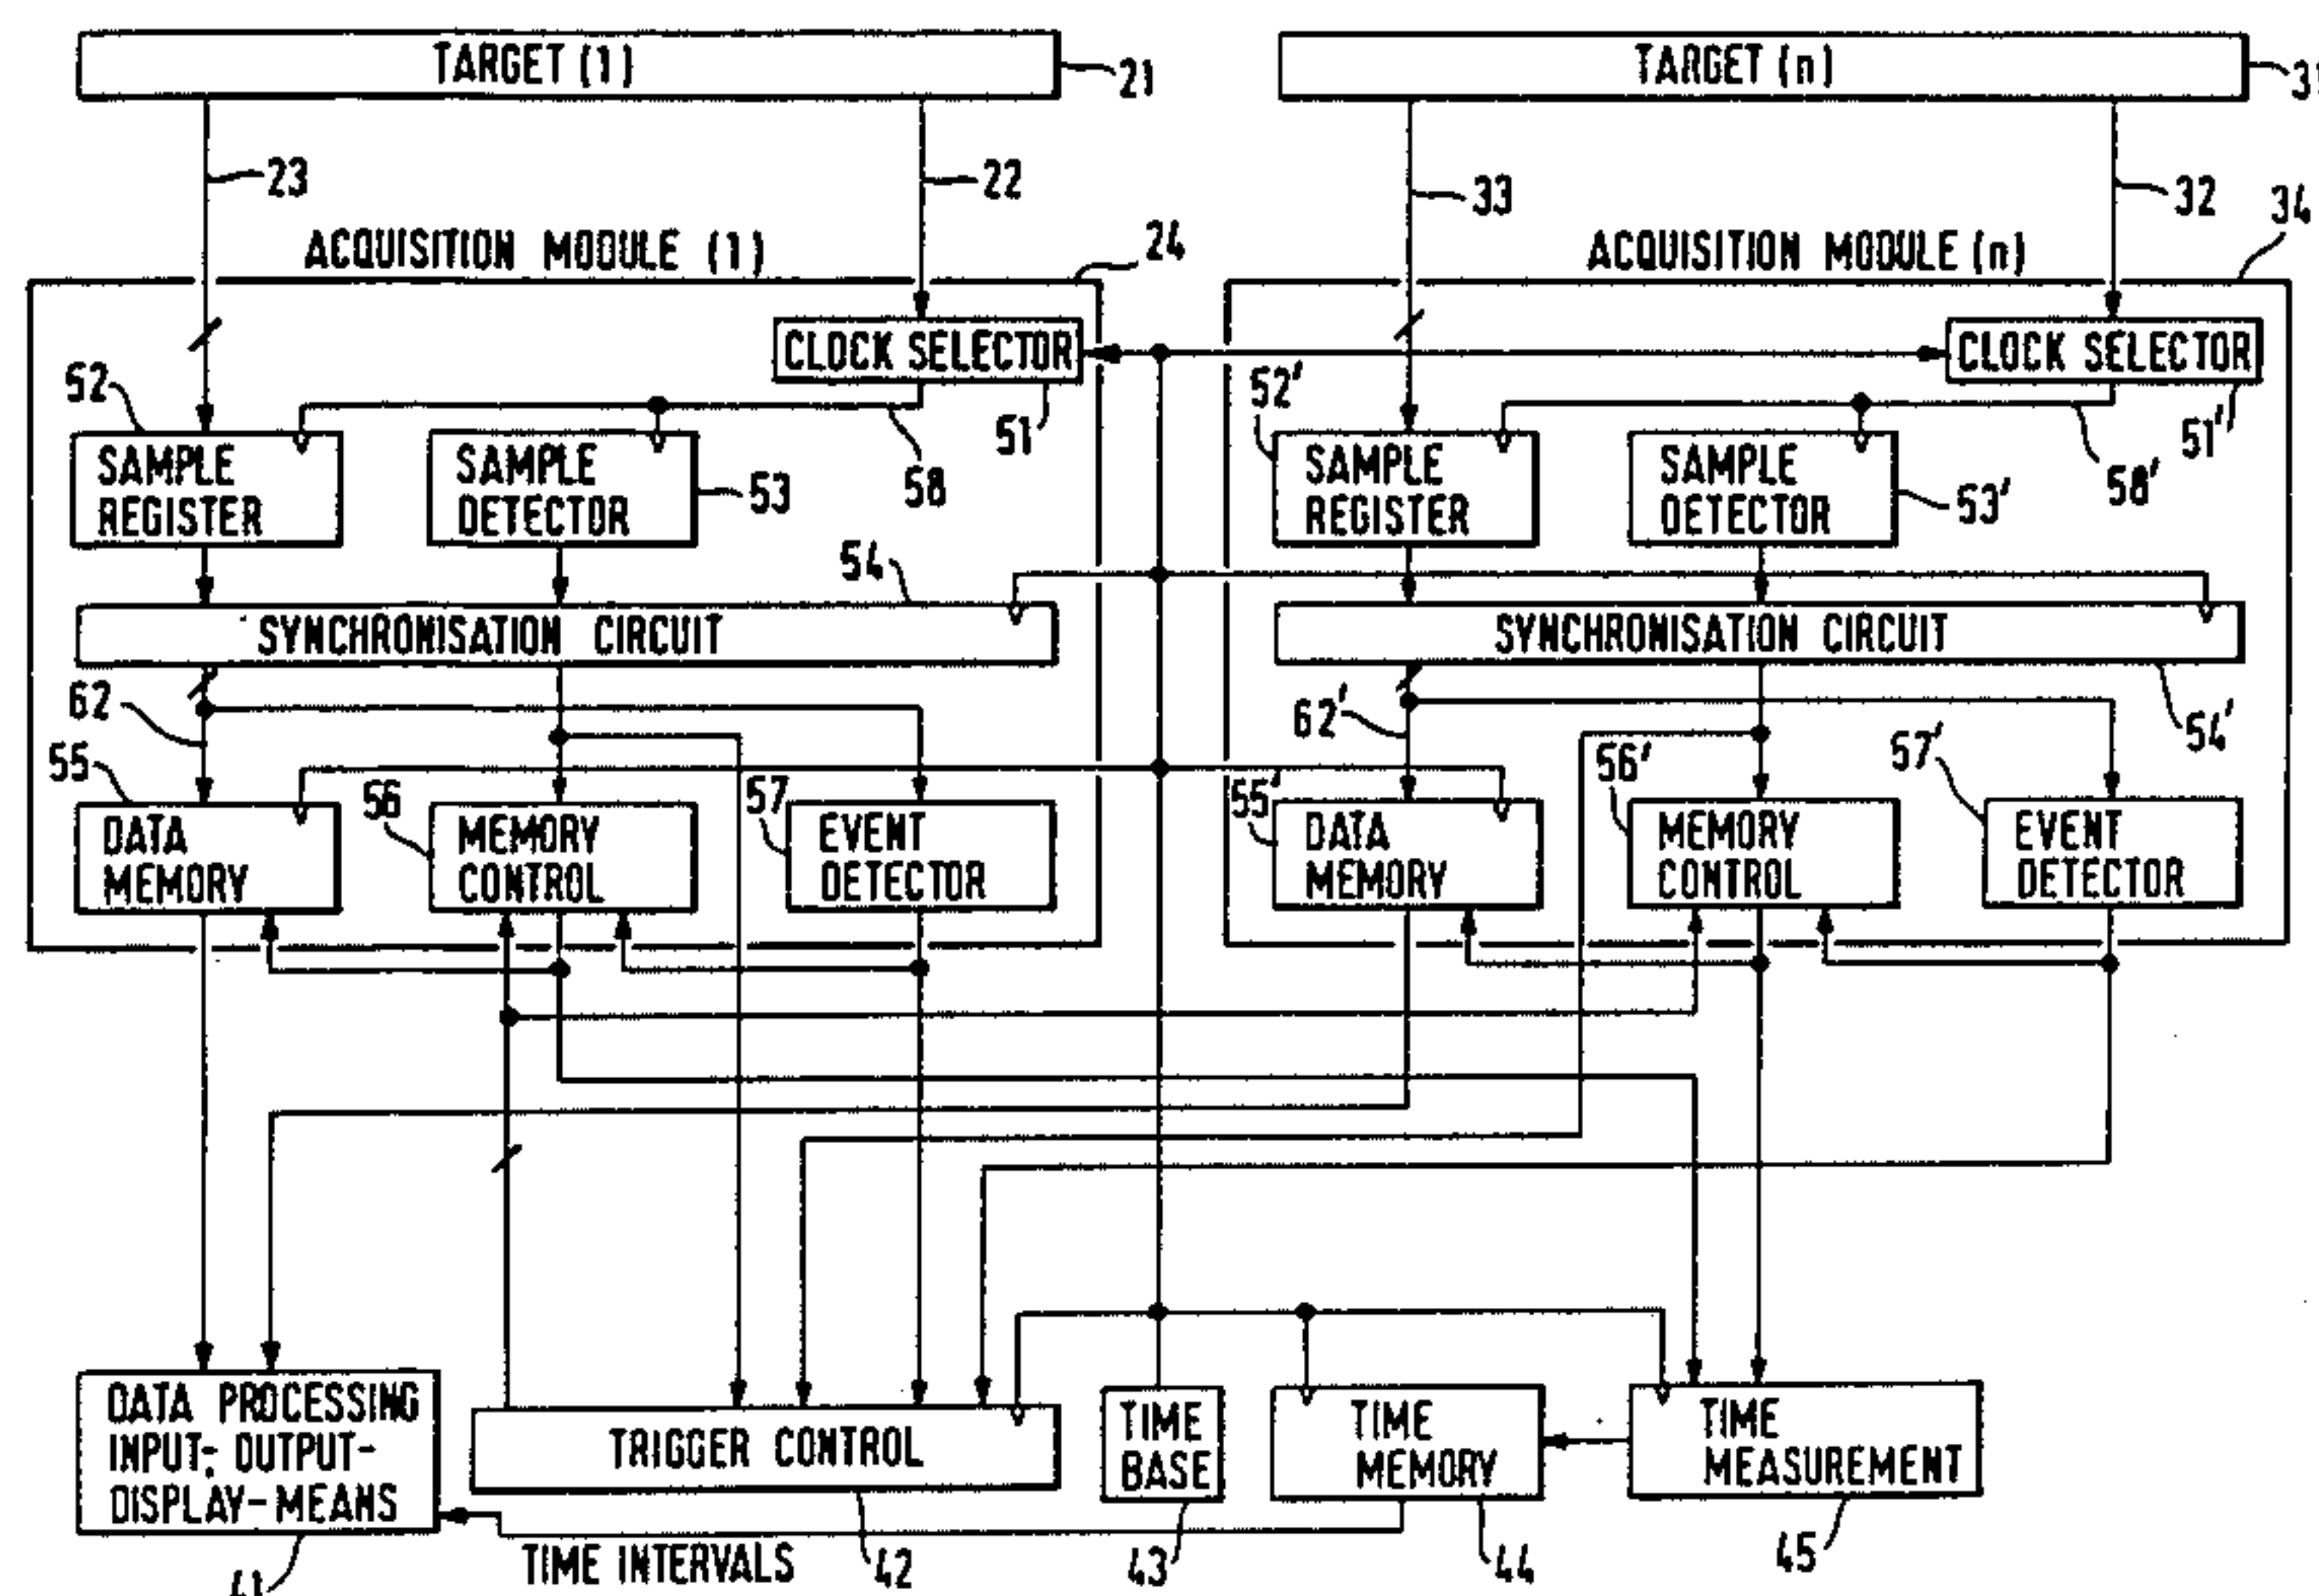 TARGET (1)
21
TARGET (n)
31
23
22
33
32
34
ACQUISITION MODULE (1)
24
ACQUISITION MODULE (n)
CLOCK SELECTOR
CLOCK SELECTOR
52
51
52'
51'
SAMPLE
REGISTER
SAMPLE
DETECTOR
53
58
SAMPLE
REGISTER
SAMPLE
DETECTOR
53'
58'
54
SYNCHRONISATION CIRCUIT
SYNCHRONISATION CIRCUIT
54'
62
62'
55
56
57
55'
56'
57'
DATA
MEMORY
MEMORY
CONTROL
EVENT
DETECTOR
DATA
MEMORY
MEMORY
CONTROL
EVENT
DETECTOR
DATA PROCESSING
INPUT-; OUTPUT-
DISPLAY-MEANS
TRIGGER CONTROL
TIME
BASE
TIME
MEMORY
TIME
MEASUREMENT
41
TIME INTERVALS
42
43
44
45